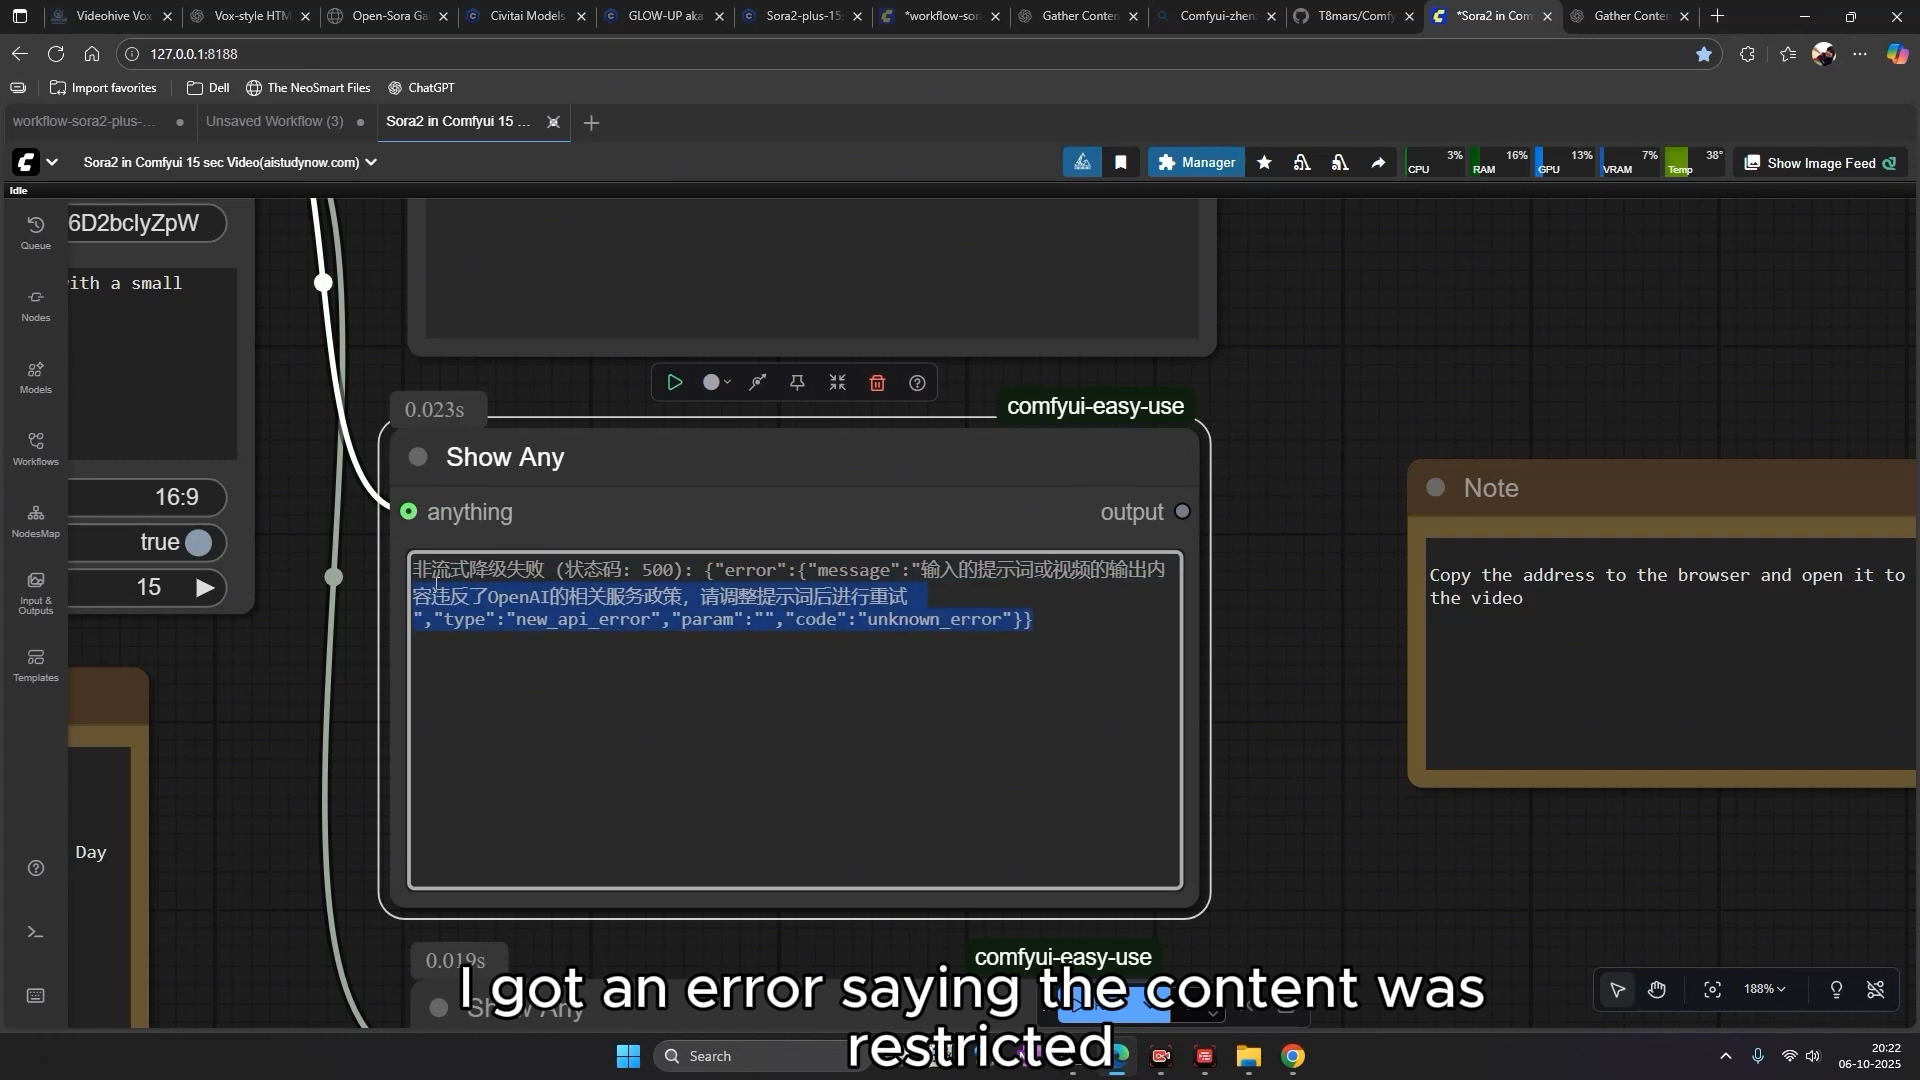 Videohive Vox
Vox-style HTM
Open-Sora Ga
Civitai Models
GLOW-UP aka
Sora2-plus-15
*workflow-sor
Gather Conten
Comfyui-zhen
T8mars/Comfy
*Sora2 in Com
Gather Conten
127.0.0.1:8188
Import favorites
Dell
The NeoSmart Files
ChatGPT
workflow-sora2-plus-...
Unsaved Workflow (3)
Sora2 in Comfyui 15 ...
Sora2 in Comfyui 15 sec Video(aistudynow.com)
Manager
CPU 3%
RAM 16%
GPU 13%
VRAM 7%
Temp 38°
Show Image Feed
Idle
Queue
Nodes
Models
Workflows
NodesMap
Input &
Outputs
Templates
6D2bcIyZpW
with a small
16:9
true
15
Day
0.023s
comfyui-easy-use
Show Any
anything
output
非流式降级失败 (状态码: 500): {"error":{"message":"输入的提示词或视频的输出内
容违反了OpenAI的相关服务政策，请调整提示词后进行重试
","type":"new_api_error","param":"","code":"unknown_error"}}
Note
Copy the address to the browser and open it to
the video
0.019s
comfyui-easy-use
Show Any
188%
I got an error saying the content was
restricted
Search
20:22
06-10-2025